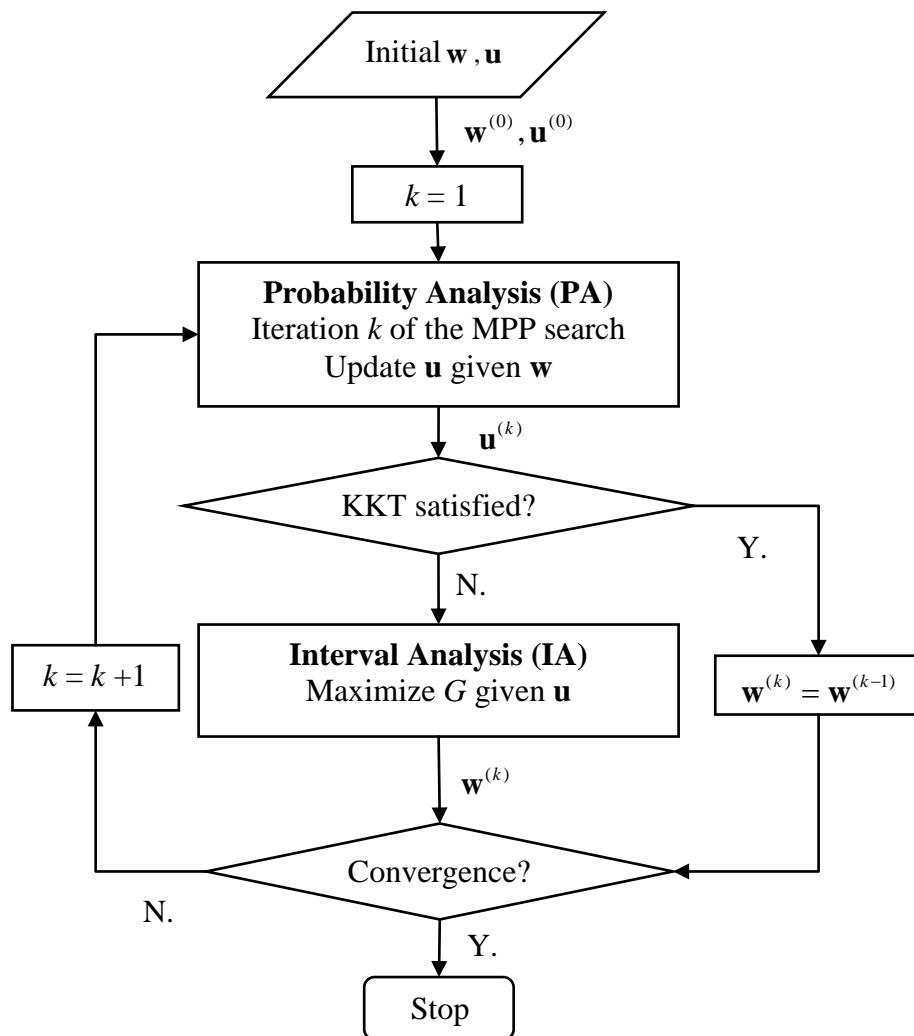 Initial w , u
w^(0) , u^(0)
k = 1
Probability Analysis (PA)
Iteration k of the MPP search
Update u given w
u^(k)
KKT satisfied?
Y.
N.
Interval Analysis (IA)
Maximize G given u
k = k +1
w^(k) = w^(k−1)
w^(k)
Convergence?
N.
Y.
Stop